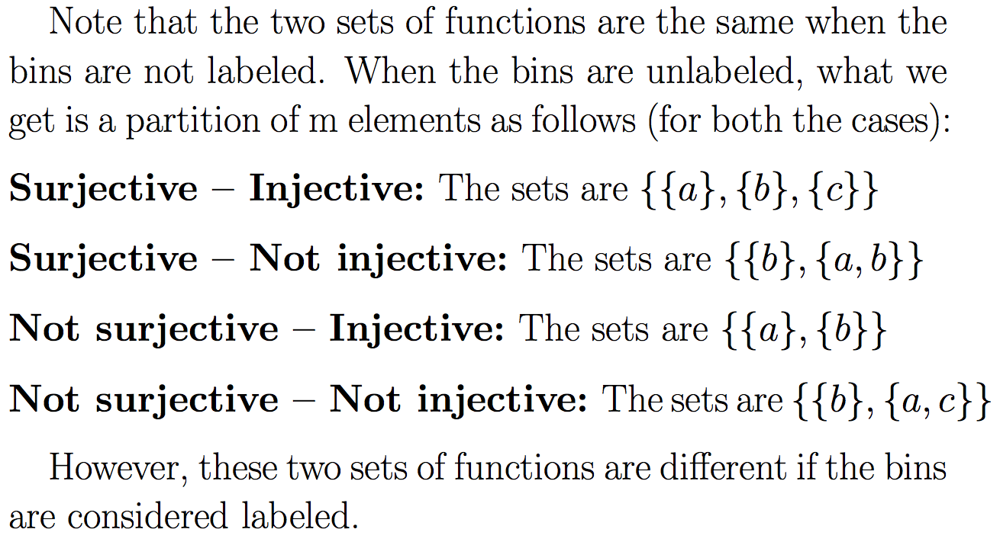 Note that the two sets of functions are the same when the
bins are not labeled. When the bins are unlabeled, what we
get is a partition of m elements as follows (for both the cases):
Surjective – Injective: The sets are {{a}, {b}, {c}}
Surjective – Not injective: The sets are {{b}, {a, b}}
Not surjective – Injective: The sets are {{a}, {b}}
Not surjective – Not injective: The sets are {{b}, {a, c}}
However, these two sets of functions are different if the bins
are considered labeled.